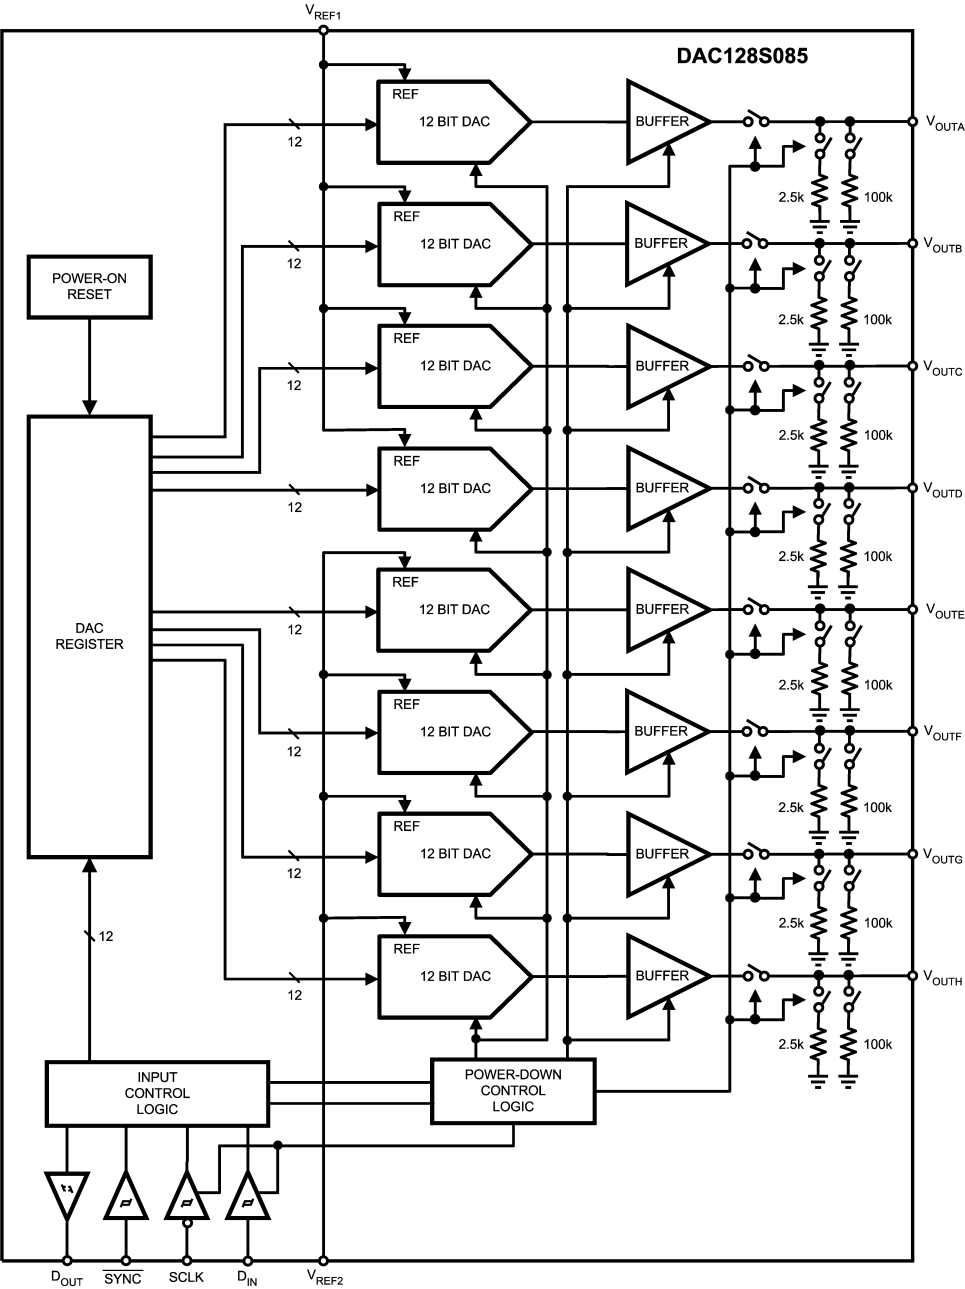 VREF1
DAC128S085
REF
12 BIT DAC
BUFFER
VOUTA
12
2.5k
100k
REF
12 BIT DAC
BUFFER
VOUTB
12
2.5k
100k
POWER-ON
RESET
REF
12 BIT DAC
BUFFER
VOUTC
12
2.5k
100k
REF
12 BIT DAC
BUFFER
VOUTD
12
2.5k
100k
DAC
REGISTER
REF
12 BIT DAC
BUFFER
VOUTE
12
2.5k
100k
REF
12 BIT DAC
BUFFER
VOUTF
12
2.5k
100k
REF
12 BIT DAC
BUFFER
VOUTG
12
2.5k
100k
12
REF
12 BIT DAC
BUFFER
VOUTH
12
2.5k
100k
INPUT
CONTROL
LOGIC
POWER-DOWN
CONTROL
LOGIC
DOUT
SYNC
SCLK
DIN
VREF2